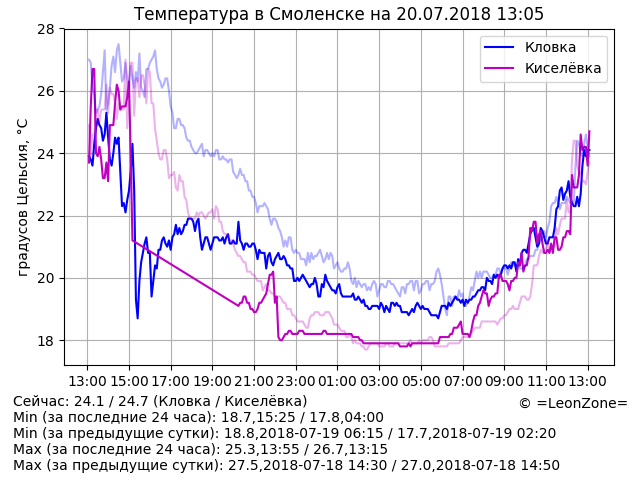 Температура в Смоленске на 20.07.2018 13:05
градусов Цельсия, °C
28
26
24
22
20
18
Кловка
Киселёвка
13:00 15:00 17:00 19:00 21:00 23:00 01:00 03:00 05:00 07:00 09:00 11:00 13:00
Сейчас: 24.1 / 24.7 (Кловка / Киселёвка)
© =LeonZone=
Min (за последние 24 часа): 18.7,15:25 / 17.8,04:00
Min (за предыдущие сутки): 18.8,2018-07-19 06:15 / 17.7,2018-07-19 02:20
Max (за последние 24 часа): 25.3,13:55 / 26.7,13:15
Max (за предыдущие сутки): 27.5,2018-07-18 14:30 / 27.0,2018-07-18 14:50